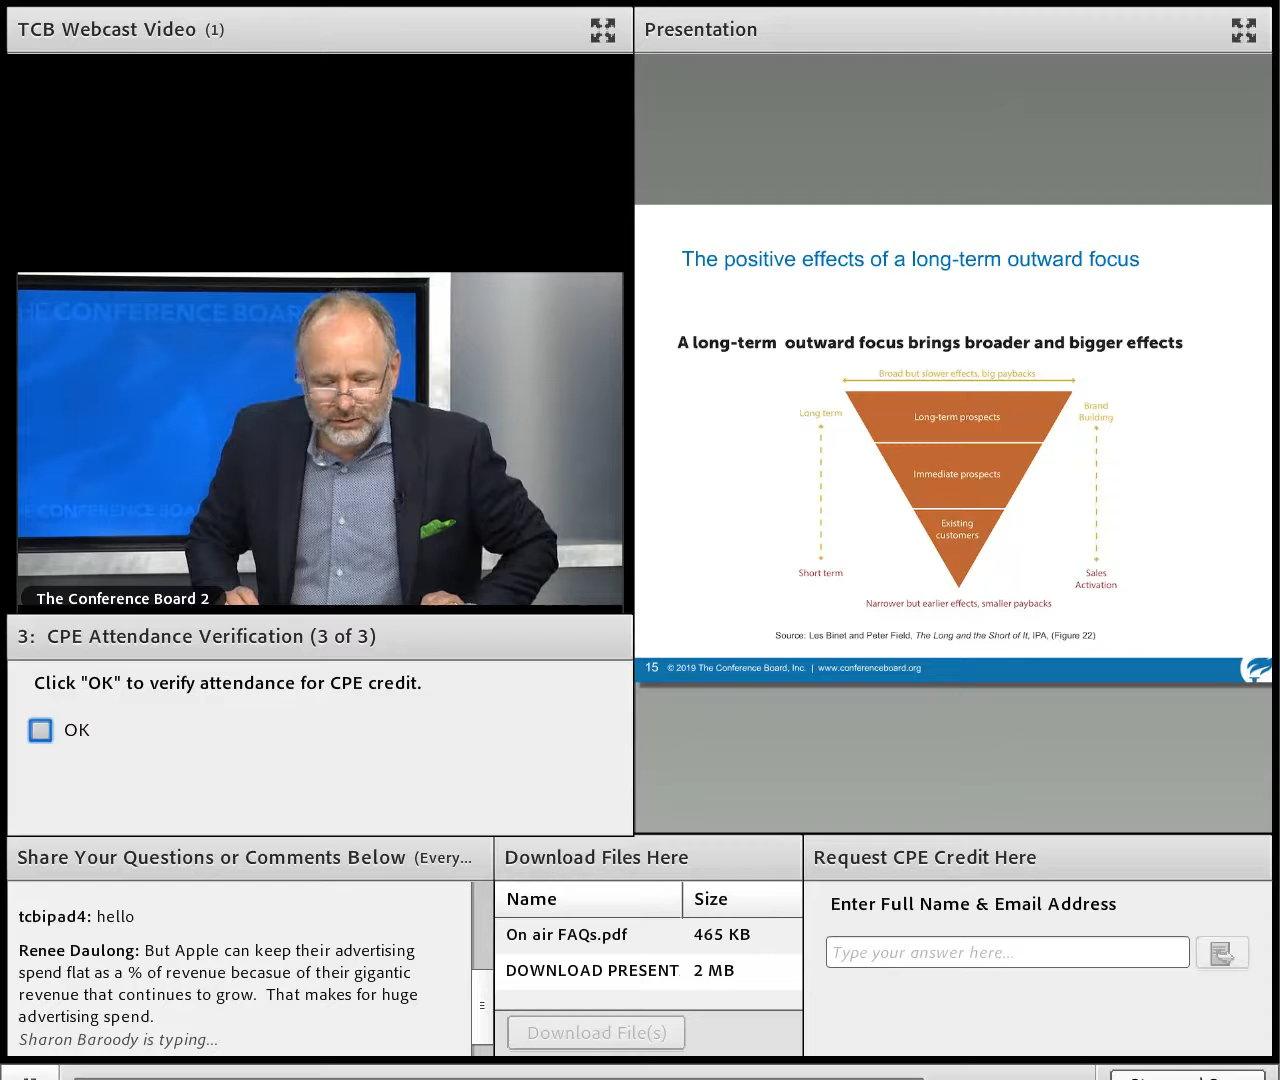 TCB Webcast Video (1)
Presentation
THE CONFERENCE BOAR
THE CONFERENCE BOA
The Conference Board 2
The positive effects of a long-term outward focus
A long-term outward focus brings broader and bigger effects
Broad but slower effects, big paybacks
Long term
Long-term prospects
Brand
Building
Immediate prospects
Existing
customers
Short term
Sales
Activation
Narrower but earlier effects, smaller paybacks
Source: Les Binet and Peter Field, The Long and the Short of It, IPA, (Figure 22)
15 © 2019 The Conference Board, Inc. | www.conferenceboard.org
3: CPE Attendance Verification (3 of 3)
Click "OK" to verify attendance for CPE credit.
OK
Share Your Questions or Comments Below (Every...
tcbipad4: hello
Renee Daulong: But Apple can keep their advertising
spend flat as a % of revenue becasue of their gigantic
revenue that continues to grow. That makes for huge
advertising spend.
Sharon Baroody is typing...
Download Files Here
Name Size
On air FAQs.pdf 465 KB
DOWNLOAD PRESENT 2 MB
Download File(s)
Request CPE Credit Here
Enter Full Name & Email Address
Type your answer here...